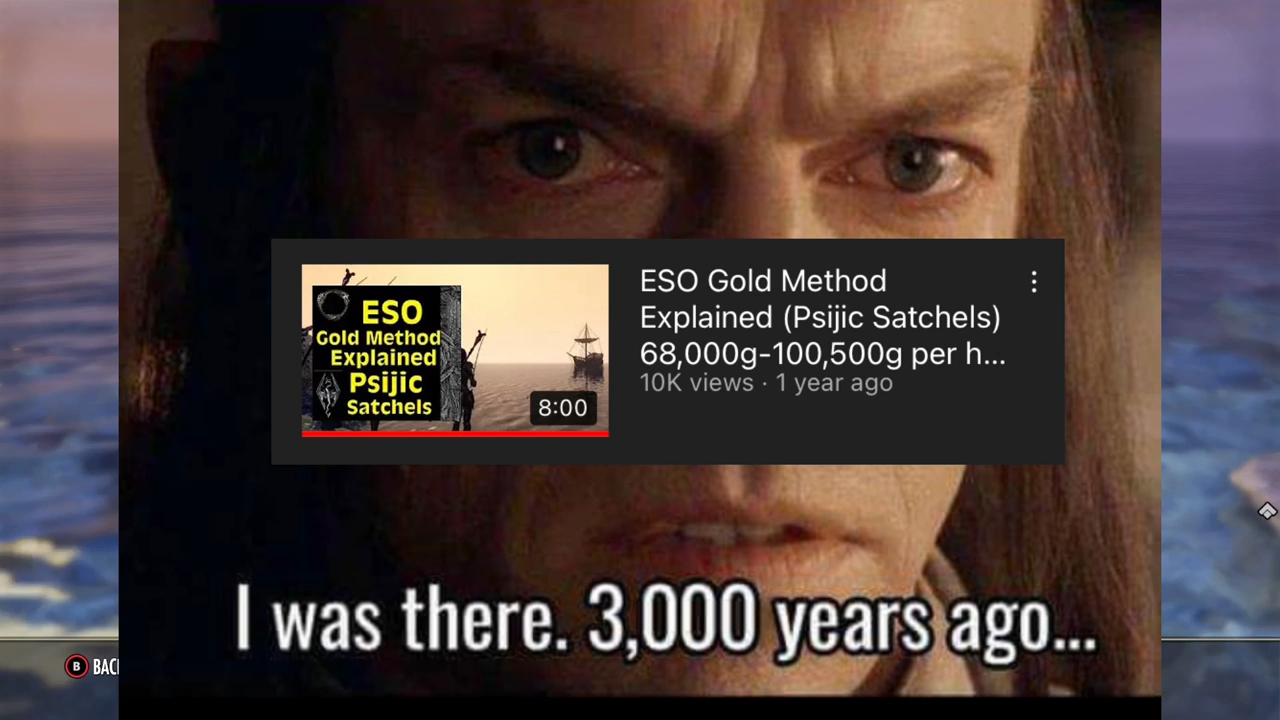 ESO Gold Method
Explained (Psijic Satchels)
68,000g-100,500g per h...
10K views · 1 year ago
ESO
Gold Method
Explained
Psijic
Satchels
8:00
I was there. 3,000 years ago...
B BACK